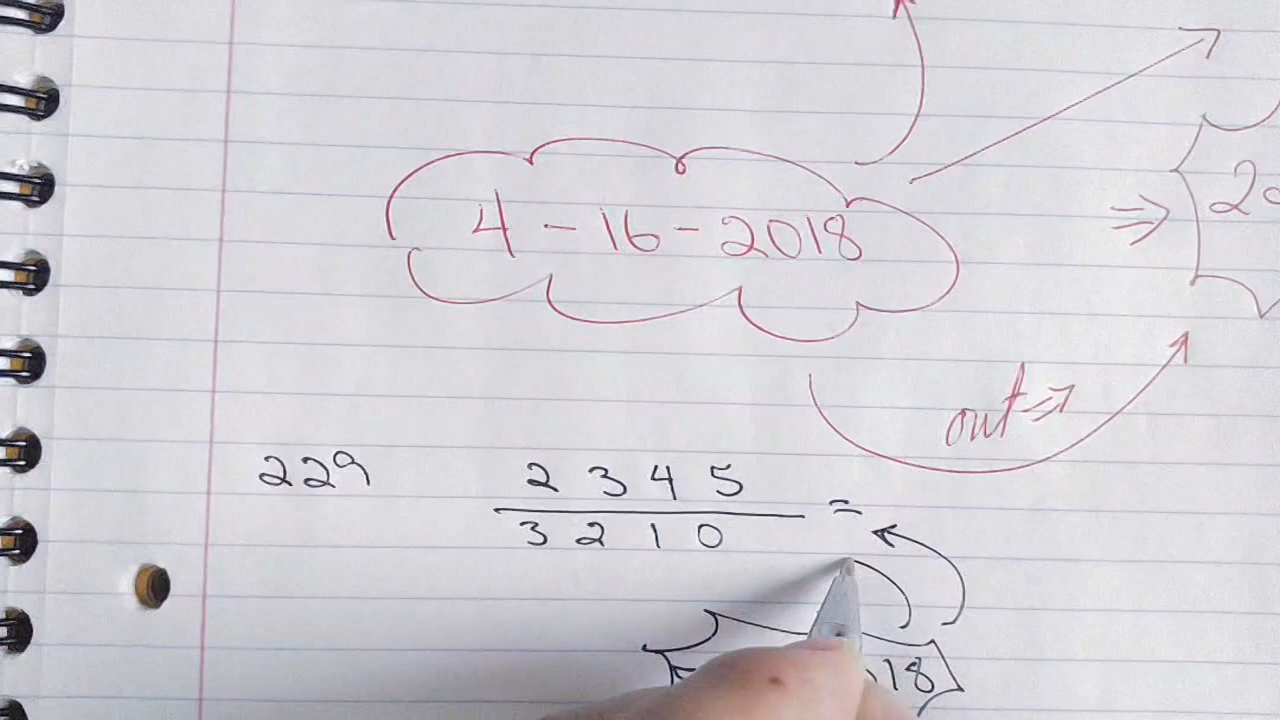 4-16-2018
out⇒
229
2 3 4 5
3 2 1 0
=